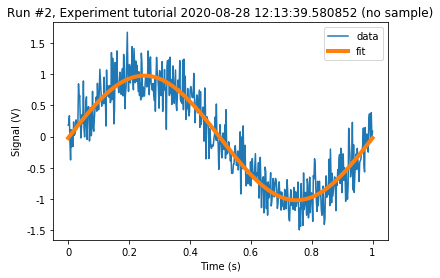 Run #2, Experiment tutorial 2020-08-28 12:13:39.580852 (no sample)
data
fit
1.5
1.0
0.5
0
-0.5
-1.0
-1.5
Signal (V)
0
0.2
0.4
0.6
0.8
1
Time (s)